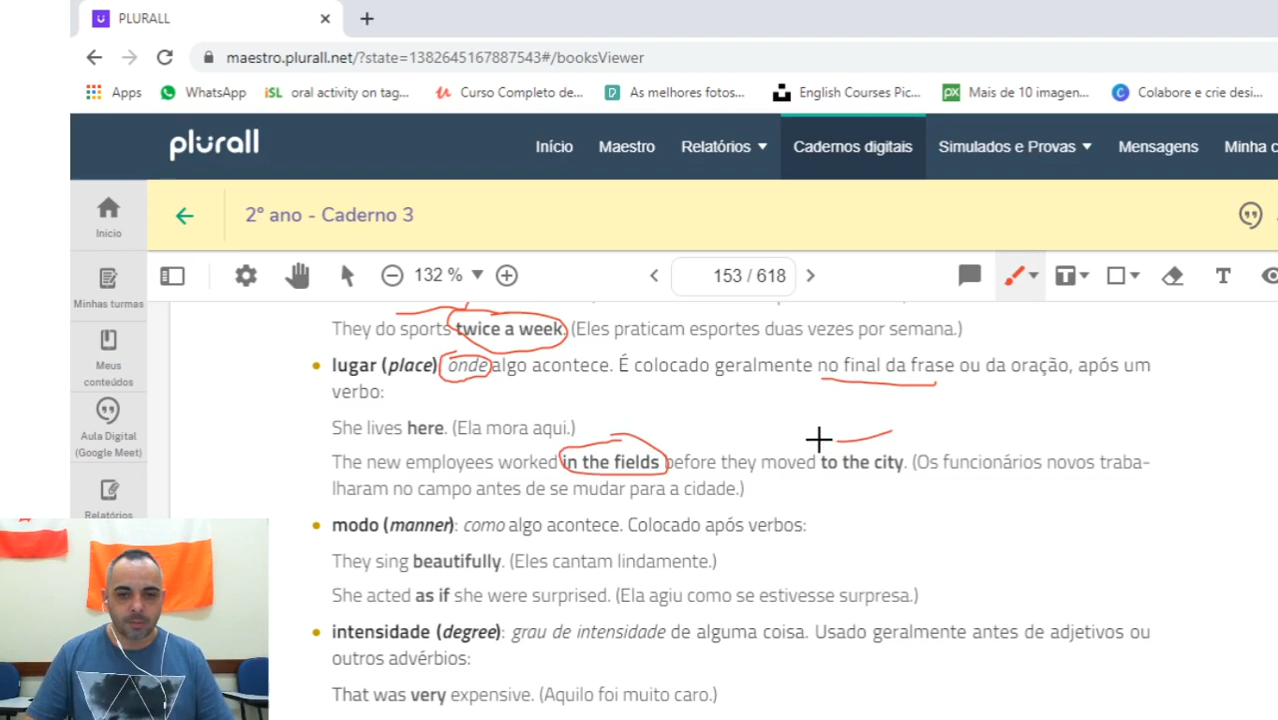 PLURALL
maestro.plurall.net/?state=1382645167887543#/booksViewer
Apps WhatsApp iSL oral activity on tag... Curso Completo de... As melhores fotos... English Courses Pic... px Mais de 10 imagen... Colabore e crie desi...
plurall Início Maestro Relatórios Cadernos digitais Simulados e Provas Mensagens Minha c
Inicio
2º ano - Caderno 3
Minhas turmas
132 % 153 / 618
They do sports twice a week. (Eles praticam esportes duas vezes por semana.)
Meus
conteúdos
lugar (place): onde algo acontece. É colocado geralmente no final da frase ou da oração, após um
verbo:
Aula Digital
(Google Meet)
She lives here. (Ela mora aqui.)
The new employees worked in the fields before they moved to the city. (Os funcionários novos traba-
lharam no campo antes de se mudar para a cidade.)
Relatórios
modo (manner): como algo acontece. Colocado após verbos:
They sing beautifully. (Eles cantam lindamente.)
She acted as if she were surprised. (Ela agiu como se estivesse surpresa.)
intensidade (degree): grau de intensidade de alguma coisa. Usado geralmente antes de adjetivos ou
outros advérbios:
That was very expensive. (Aquilo foi muito caro.)